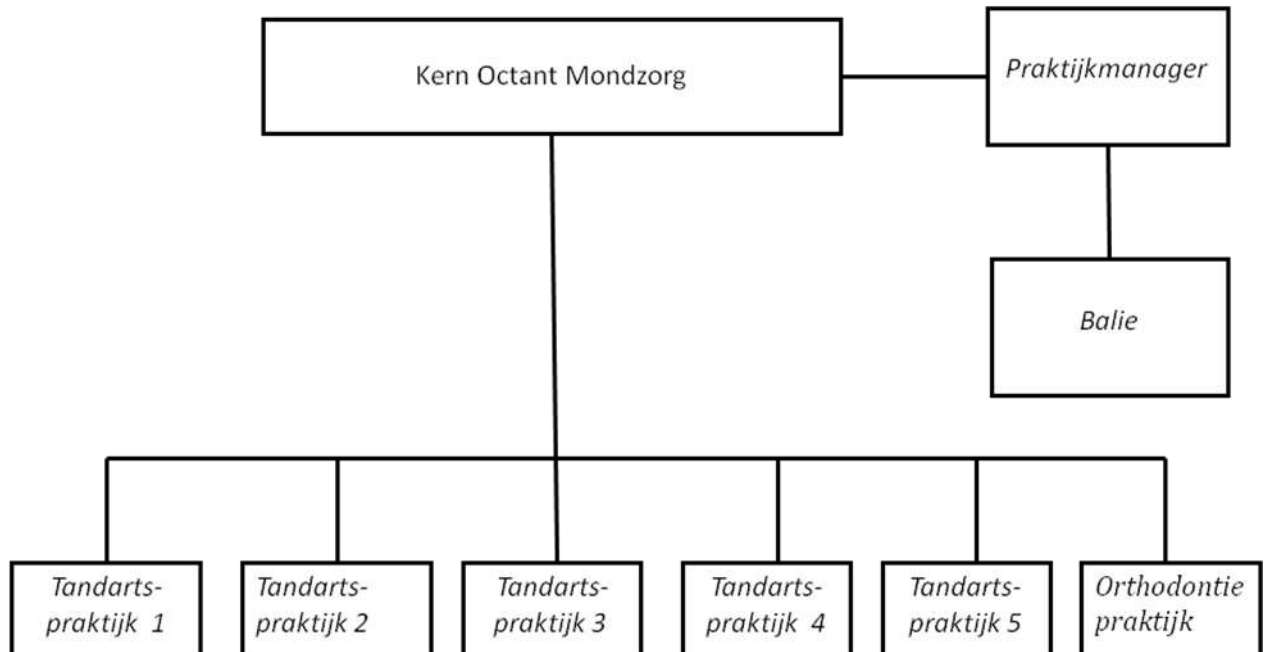 Kern Octant Mondzorg
Praktijkmanager
Balie
Tandarts-
praktijk 1
Tandarts-
praktijk 2
Tandarts-
praktijk 3
Tandarts-
praktijk 4
Tandarts-
praktijk 5
Orthodontie
praktijk